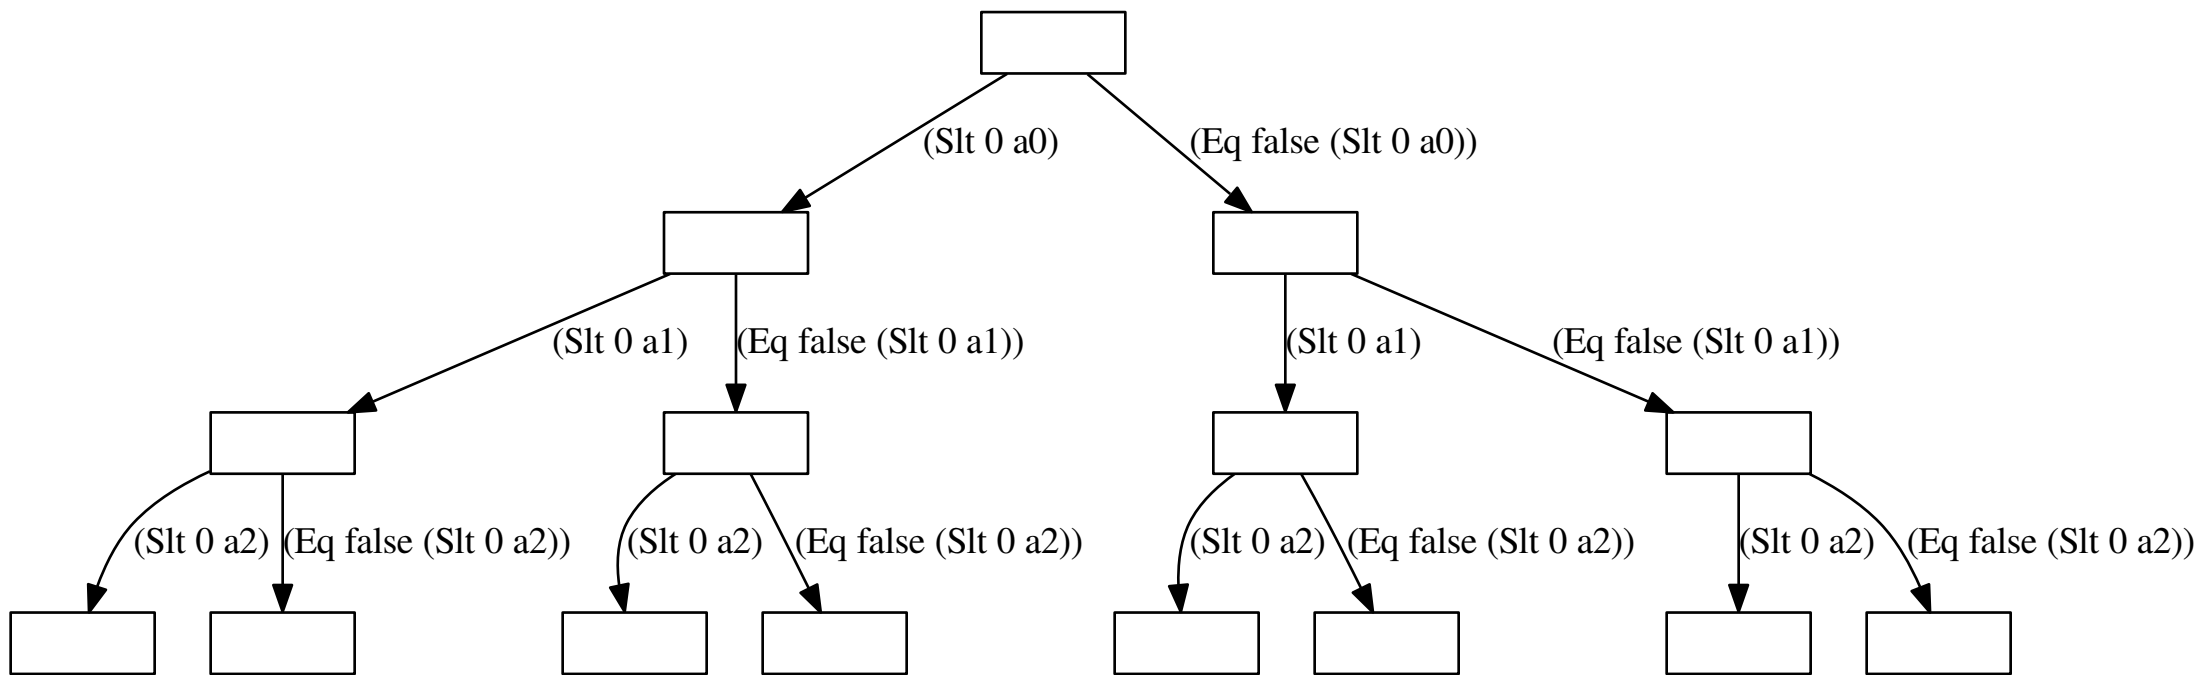 (Slt 0 a0)
(Eq false (Slt 0 a0))
(Slt 0 a1)
(Eq false (Slt 0 a1))
(Slt 0 a1)
(Eq false (Slt 0 a1))
(Slt 0 a2)
(Eq false (Slt 0 a2))
(Slt 0 a2)
(Eq false (Slt 0 a2))
(Slt 0 a2)
(Eq false (Slt 0 a2))
(Slt 0 a2)
(Eq false (Slt 0 a2))